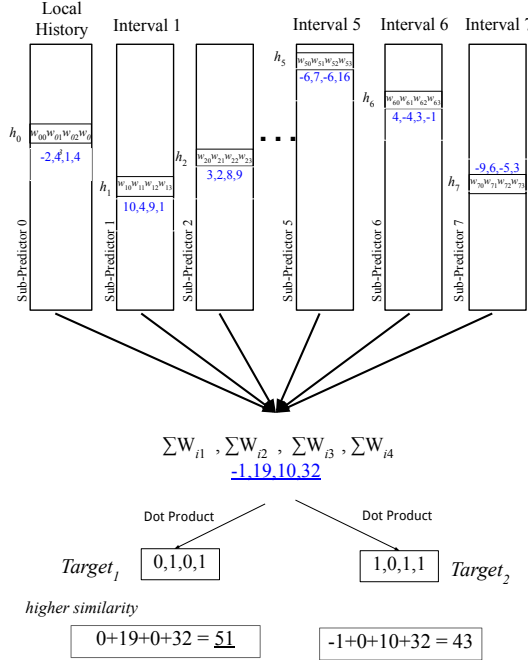 Local History
Interval 1
Interval 5
Interval 6
Interval 7
h0
w00w01w02w0
-2,4,1,4
Sub-Predictor 0
h1
w10w11w12w13
10,4,9,1
Sub-Predictor 1
h2
w20w21w22w23
3,2,8,9
Sub-Predictor 2
...
h5
w50w51w52w53
-6,7,-6,16
Sub-Predictor 5
h6
w60w61w62w63
4,-4,3,-1
Sub-Predictor 6
-9,6,-5,3
h7
w70w71w72w73
Sub-Predictor 7
∑Wi1 , ∑Wi2 , ∑Wi3 , ∑Wi4
-1,19,10,32
Dot Product
Dot Product
Target1
0,1,0,1
1,0,1,1
Target2
higher similarity
0+19+0+32 = 51
-1+0+10+32 = 43